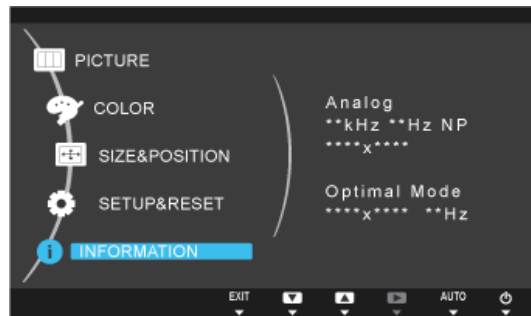 PICTURE
COLOR
SIZE&POSITION
SETUP&RESET
INFORMATION
Analog
**kHz **Hz NP
****x****
Optimal Mode
****x**** **Hz
EXIT
AUTO